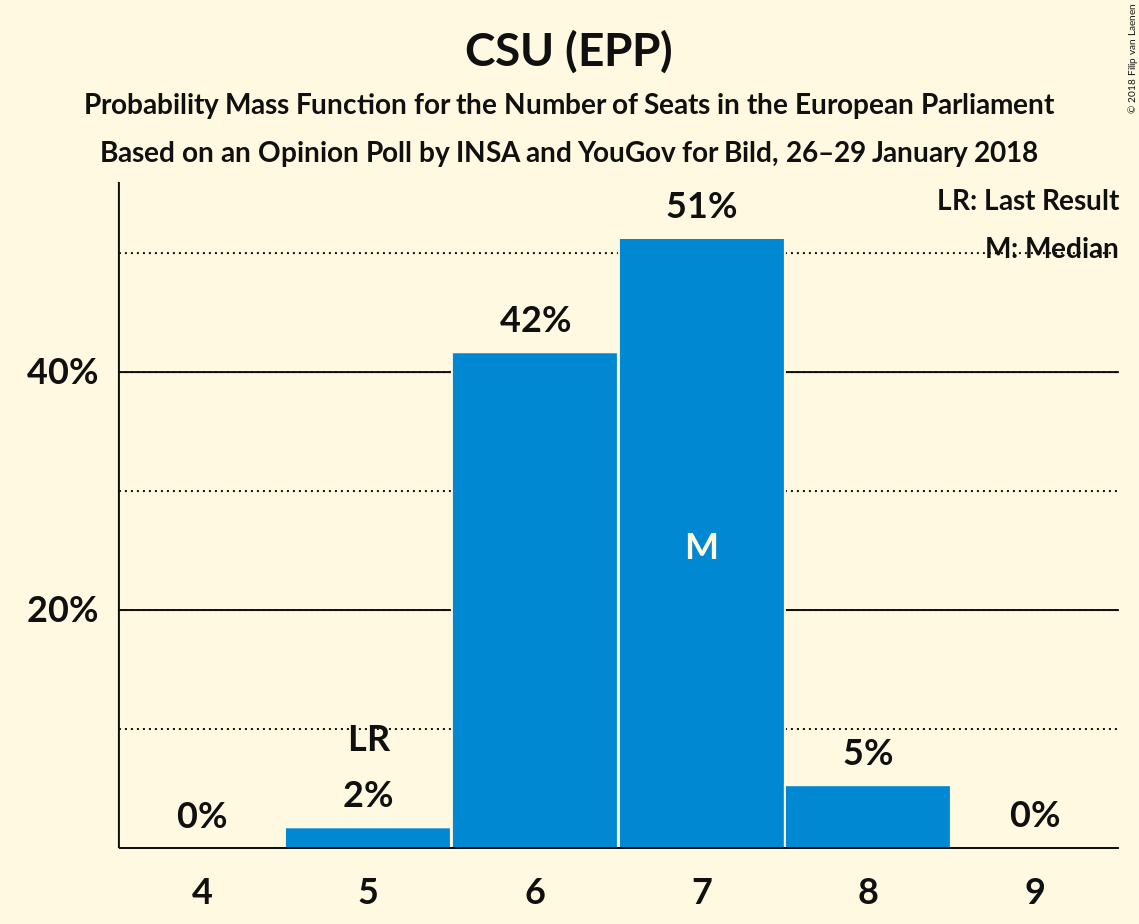 CSU (EPP)
Probability Mass Function for the Number of Seats in the European Parliament
Based on an Opinion Poll by INSA and YouGov for Bild, 26–29 January 2018
© 2018 Filip van Laenen
LR: Last Result
M: Median
51%
42%
40%
M
20%
LR
5%
2%
0%
0%
4 5 6 7 8 9